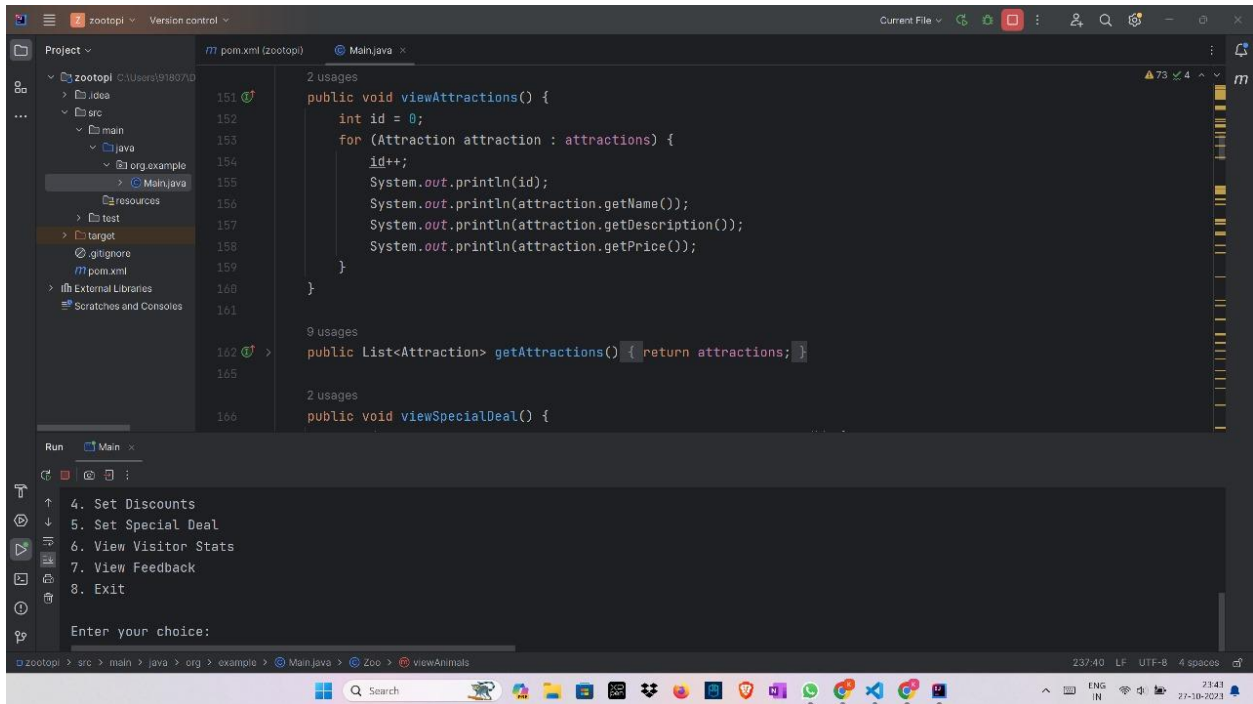 zootopi Version control Current File
Project
pom.xml (zootopi) Main.java
zootopi C:\Users\91807\D
.idea
src
main
java
org.example
Main.java
resources
test
target
.gitignore
pom.xml
External Libraries
Scratches and Consoles
73 4
2 usages
151 public void viewAttractions() {
152 int id = 0;
153 for (Attraction attraction : attractions) {
154 id++;
155 System.out.println(id);
156 System.out.println(attraction.getName());
157 System.out.println(attraction.getDescription());
158 System.out.println(attraction.getPrice());
159 }
160 }
161
9 usages
162 public List<Attraction> getAttractions() { return attractions; }
165
2 usages
166 public void viewSpecialDeal() {
Run Main
4. Set Discounts
5. Set Special Deal
6. View Visitor Stats
7. View Feedback
8. Exit
Enter your choice:
zootopi > src > main > java > org > example > Main.java > Zoo > viewAnimals 237:40 LF UTF-8 4 spaces
Search ENG 23:43
IN 27-10-2023